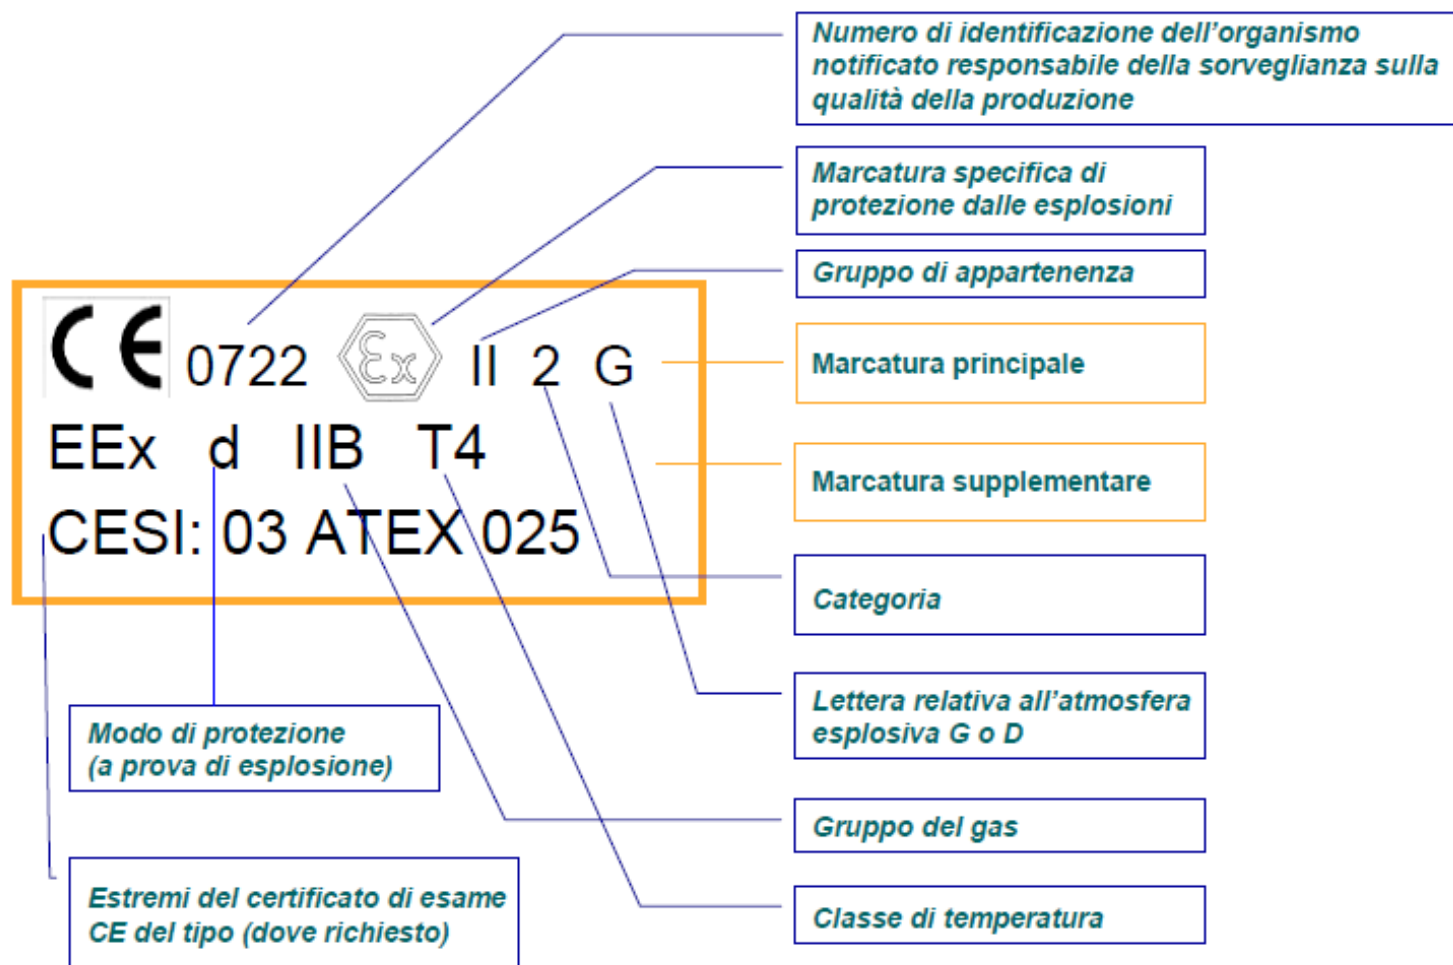 Numero di identificazione dell'organismo
notificato responsabile della sorveglianza sulla
qualità della produzione
Marcatura specifica di
protezione dalle esplosioni
Gruppo di appartenenza
CE 0722 Ex II 2 G
Marcatura principale
EEx d IIB T4
Marcatura supplementare
CESI: 03 ATEX 025
Categoria
Lettera relativa all'atmosfera
esplosiva G o D
Modo di protezione
(a prova di esplosione)
Gruppo del gas
Estremi del certificato di esame
CE del tipo (dove richiesto)
Classe di temperatura